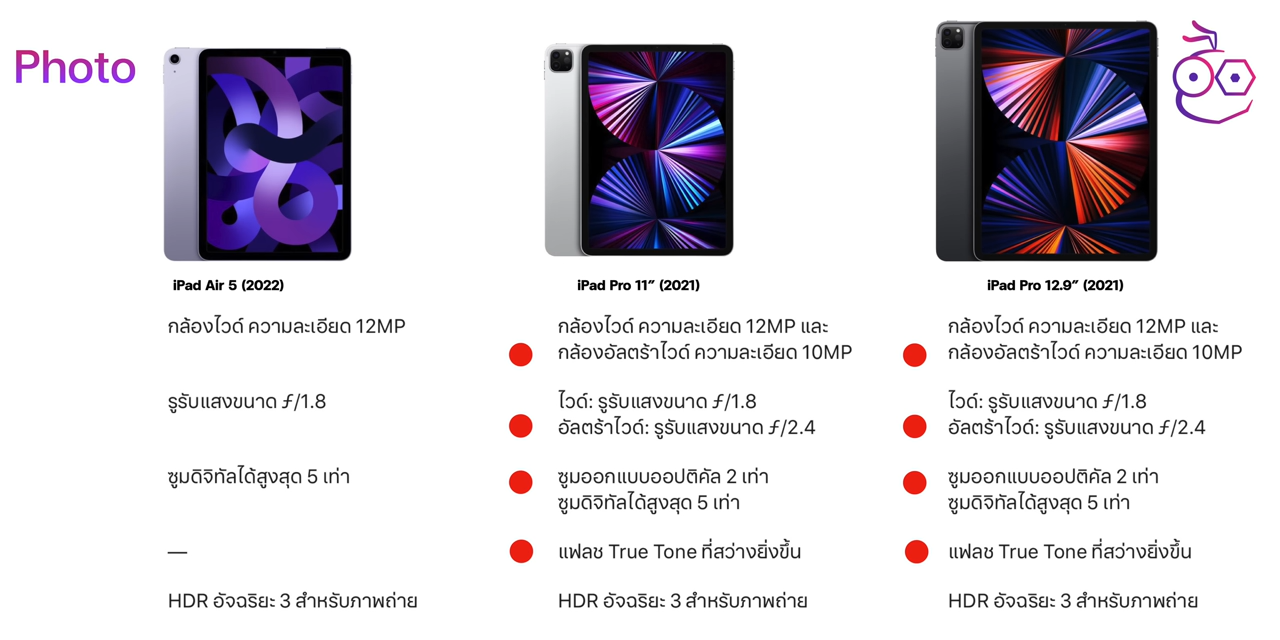 Photo
iPad Air 5 (2022)
กล้องไวด์ ความละเอียด 12MP
รูรับแสงขนาด ƒ/1.8
ซูมดิจิทัลได้สูงสุด 5 เท่า
—
HDR อัจฉริยะ 3 สำหรับภาพถ่าย
iPad Pro 11″ (2021)
กล้องไวด์ ความละเอียด 12MP และ
กล้องอัลตร้าไวด์ ความละเอียด 10MP
ไวด์: รูรับแสงขนาด ƒ/1.8
อัลตร้าไวด์: รูรับแสงขนาด ƒ/2.4
ซูมออกแบบออปติคัล 2 เท่า
ซูมดิจิทัลได้สูงสุด 5 เท่า
แฟลช True Tone ที่สว่างยิ่งขึ้น
HDR อัจฉริยะ 3 สำหรับภาพถ่าย
iPad Pro 12.9″ (2021)
กล้องไวด์ ความละเอียด 12MP และ
กล้องอัลตร้าไวด์ ความละเอียด 10MP
ไวด์: รูรับแสงขนาด ƒ/1.8
อัลตร้าไวด์: รูรับแสงขนาด ƒ/2.4
ซูมออกแบบออปติคัล 2 เท่า
ซูมดิจิทัลได้สูงสุด 5 เท่า
แฟลช True Tone ที่สว่างยิ่งขึ้น
HDR อัจฉริยะ 3 สำหรับภาพถ่าย